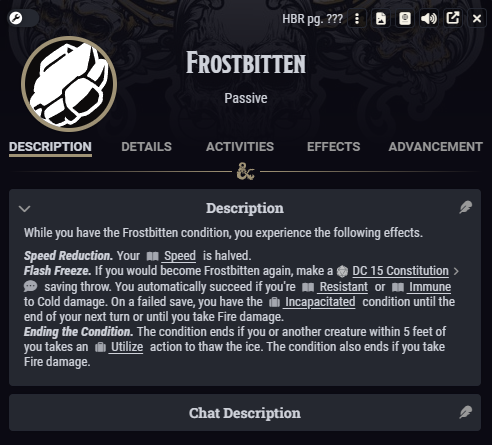 HBR pg. ???
Frostbitten
Passive
DESCRIPTION DETAILS ACTIVITIES EFFECTS ADVANCEMENT
&
Description
While you have the Frostbitten condition, you experience the following effects.
Speed Reduction. Your Speed is halved.
Flash Freeze. If you would become Frostbitten again, make a DC 15 Constitution
saving throw. You automatically succeed if you're Resistant or Immune
to Cold damage. On a failed save, you have the Incapacitated condition until the
end of your next turn or until you take Fire damage.
Ending the Condition. The condition ends if you or another creature within 5 feet of
you takes an Utilize action to thaw the ice. The condition also ends if you take
Fire damage.
Chat Description